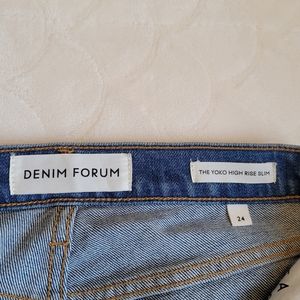 DENIM FORUM
THE YOKO HIGH RISE SLIM
24